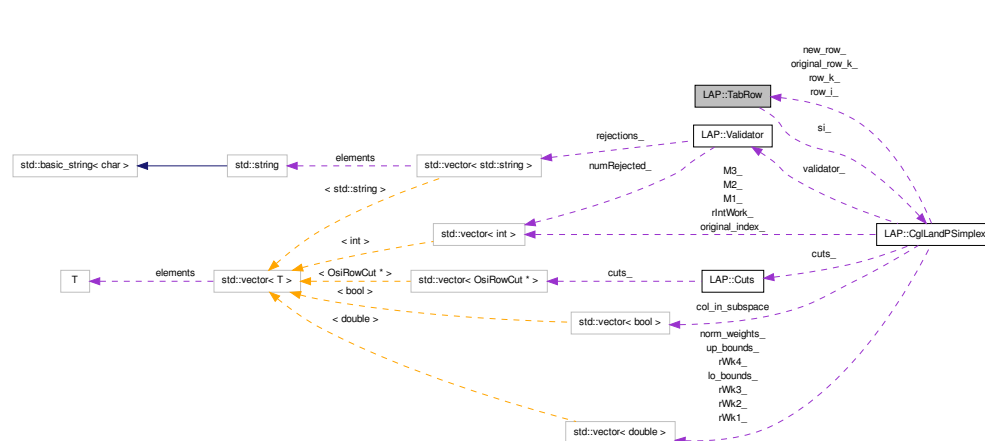 new_row_
original_row_k_
row_k_
row_i_
LAP::TabRow
si_
LAP::Validator
rejections_
elements
std::basic_string< char >
std::string
std::vector< std::string >
numRejected_
validator_
M3_
M2_
M1_
rIntWork_
original_index_
< std::string >
std::vector< int >
LAP::CglLandPSimplex
< int >
cuts_
elements
T
std::vector< T >
< OsiRowCut * >
std::vector< OsiRowCut * >
cuts_
LAP::Cuts
< bool >
col_in_subspace
< double >
std::vector< bool >
norm_weights_
up_bounds_
rWk4_
lo_bounds_
rWk3_
rWk2_
rWk1_
std::vector< double >